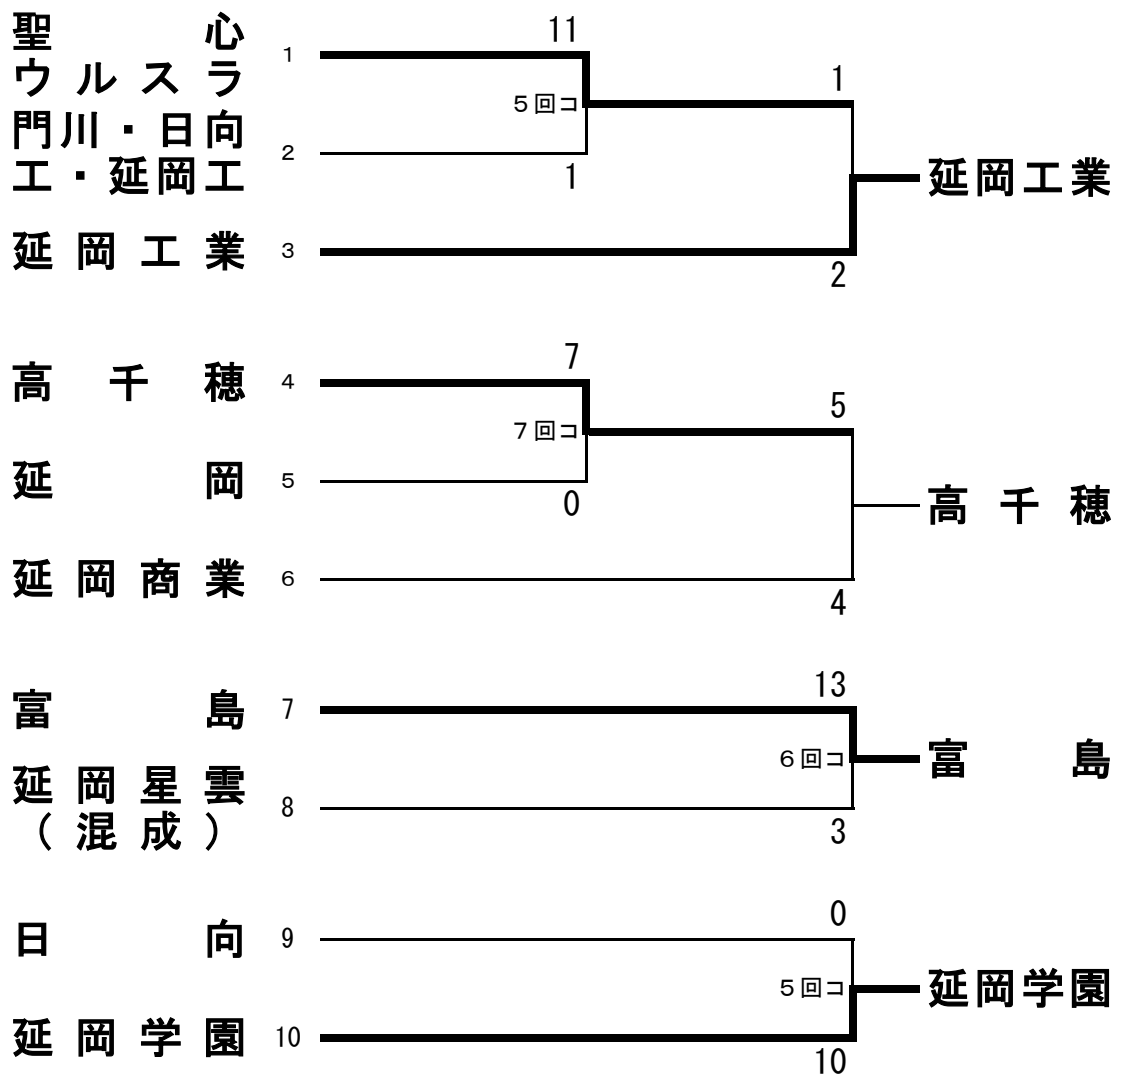 聖心
ウルスラ
1
11
5回コ
1
門川・日向
工・延岡工
2
1
延岡工業
延岡工業
3
2
高千穂
4
7
7回コ
5
延岡
5
0
高千穂
延岡商業
6
4
富島
7
13
6回コ
富島
延岡星雲
（混成）
8
3
日向
9
0
5回コ
延岡学園
延岡学園
10
10